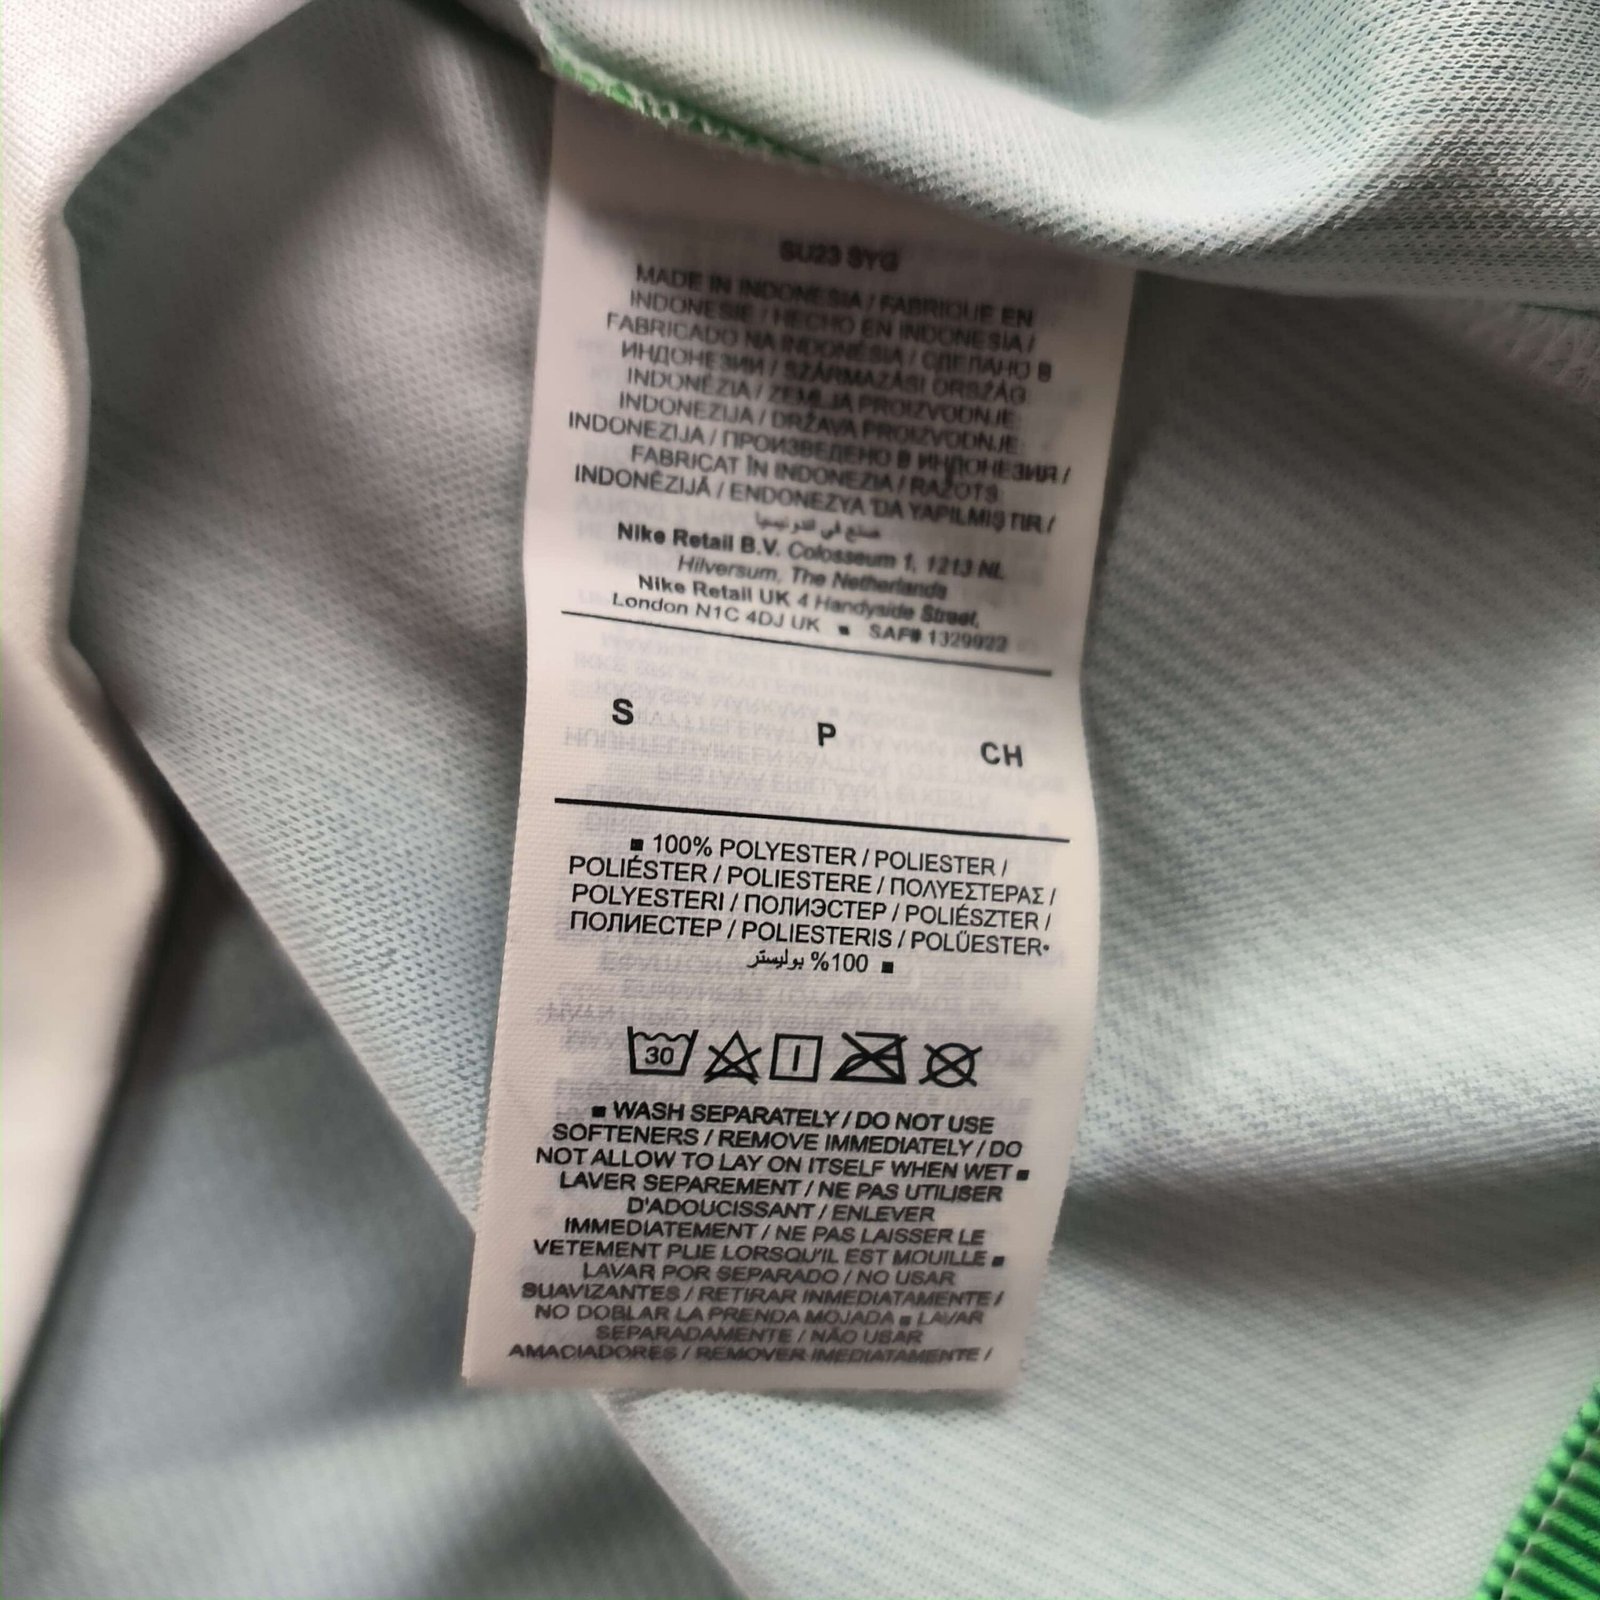 SU23 SYG
MADE IN INDONESIA / FABRIQUE EN
INDONESIE / HECHO EN INDONESIA /
FABRICADO NA INDONÉSIA / СДЕЛАНО В
ИНДОНЕЗИИ / SZÁRMAZÁSI ORSZÁG:
INDONÉZIA / ZEMLJA PROIZVODNJE:
INDONEZIJA / DRŽAVA PROIZVODNJE:
INDONEZIJA / ПРОИЗВЕДЕНО В ИНДОНЕЗИЯ /
FABRICAT ÎN INDONEZIA / RAŽOTS
INDONĒZIJĀ / ENDONEZYA'DA YAPILMIŞTIR /
صنع في اندونيسيا
Nike Retail B.V. Colosseum 1, 1213 NL
Hilversum, The Netherlands
Nike Retail UK 4 Handyside Street,
London N1C 4DJ UK ■ SAF# 1329922
S P CH
■ 100% POLYESTER / POLIESTER /
POLIÉSTER / POLIESTERE / ΠΟΛΥΕΣΤΕΡΑΣ /
POLYESTERI / ПОЛИЭСТЕР / POLIÉSZTER /
ПОЛИЕСТЕР / POLIESTERIS / POLÜESTER•
100% بوليستر ■
30
■ WASH SEPARATELY / DO NOT USE
SOFTENERS / REMOVE IMMEDIATELY / DO
NOT ALLOW TO LAY ON ITSELF WHEN WET ■
LAVER SEPAREMENT / NE PAS UTILISER
D'ADOUCISSANT / ENLEVER
IMMEDIATEMENT / NE PAS LAISSER LE
VETEMENT PLIE LORSQU'IL EST MOUILLE ■
LAVAR POR SEPARADO / NO USAR
SUAVIZANTES / RETIRAR INMEDIATAMENTE /
NO DOBLAR LA PRENDA MOJADA ■ LAVAR
SEPARADAMENTE / NÃO USAR
AMACIADORES / REMOVER IMEDIATAMENTE /